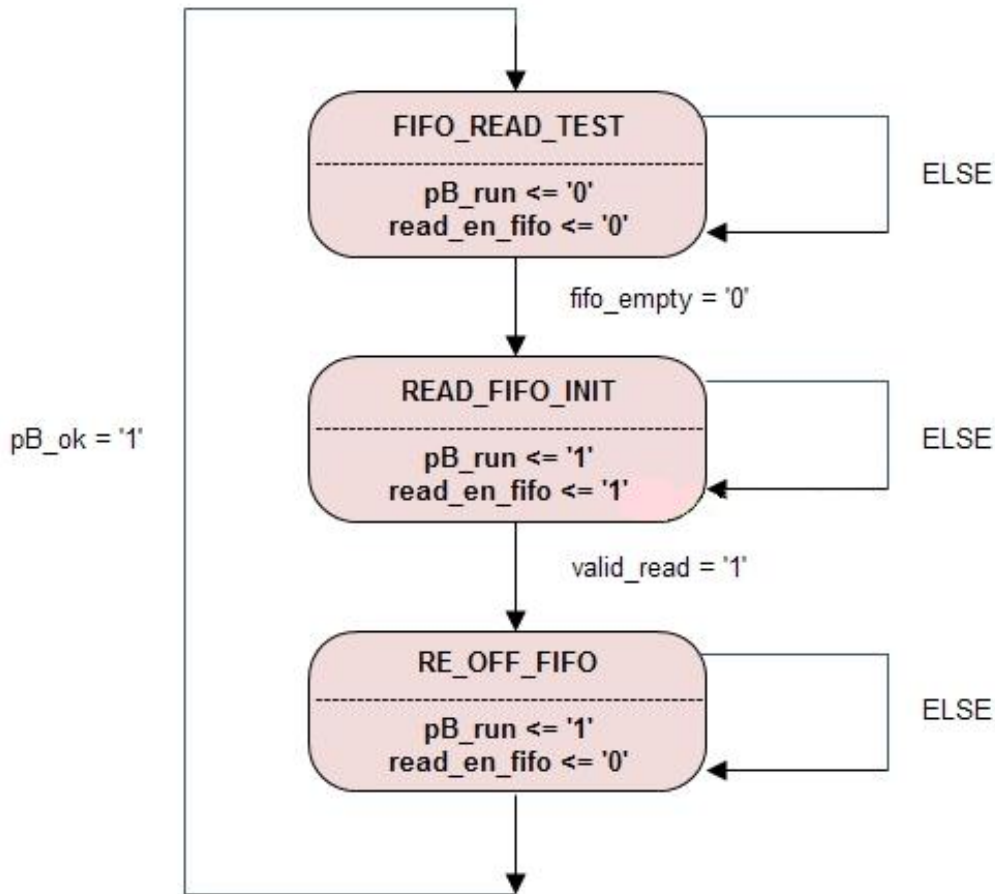 FIFO_READ_TEST
pB_run <= '0'
read_en_fifo <= '0'
ELSE
fifo_empty = '0'
READ_FIFO_INIT
pB_run <= '1'
read_en_fifo <= '1'
ELSE
pB_ok = '1'
valid_read = '1'
RE_OFF_FIFO
pB_run <= '1'
read_en_fifo <= '0'
ELSE